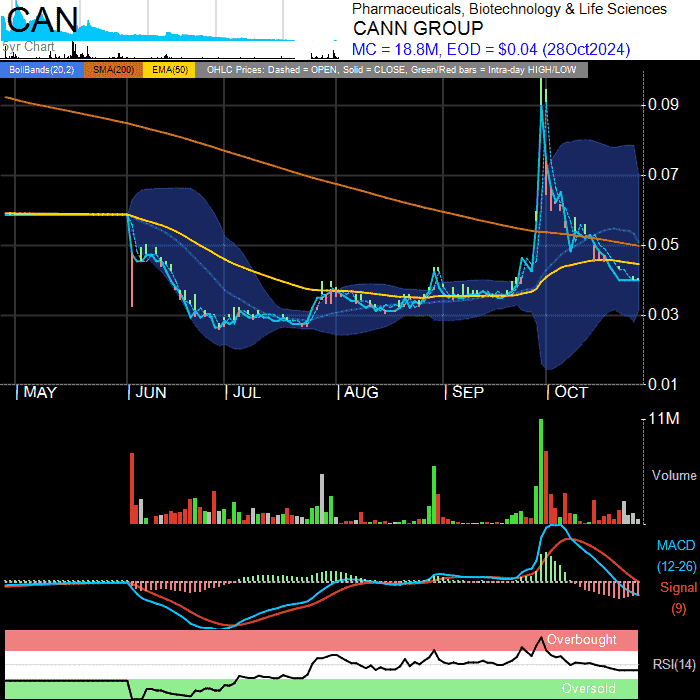 CAN
5yr Chart
Pharmaceuticals, Biotechnology & Life Sciences
CANN GROUP
MC = 18.8M, EOD = $0.04 (28Oct2024)
BollBands(20,2) SMA(200) EMA(50) OHLC Prices: Dashed = OPEN, Solid = CLOSE, Green/Red bars = Intra-day HIGH/LOW
0.09
0.07
0.05
0.03
0.01
MAY JUN JUL AUG SEP OCT
11M
Volume
MACD
(12-26)
Signal
(9)
Overbought
RSI(14)
Oversold